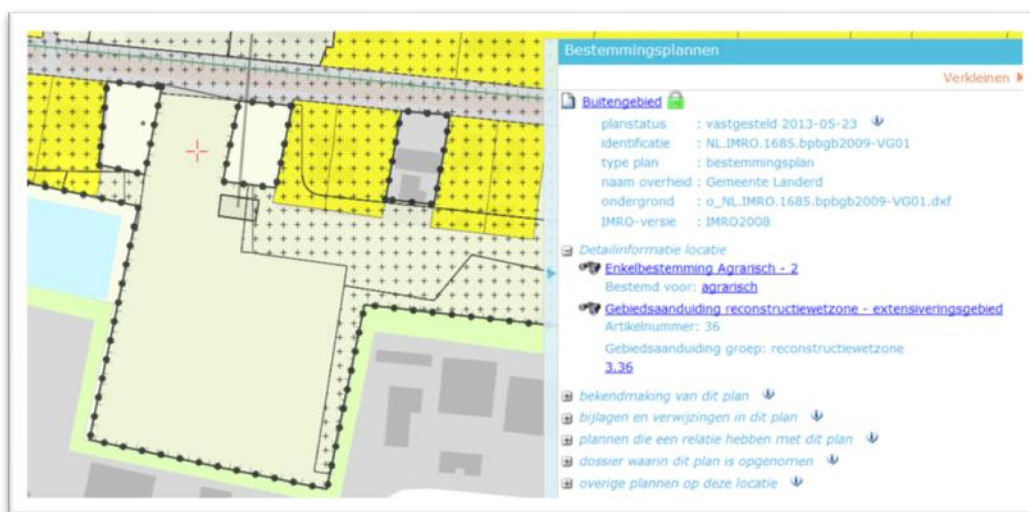 Bestemmingsplannen
Verkleinen
Buitengebied
planstatus : vastgesteld 2013-05-23
identificatie : NL.IMRO.1685.bpbgb2009-VG01
type plan : bestemmingsplan
naam overheid : Gemeente Landerd
ondergrond : o_NL.IMRO.1685.bpbgb2009-VG01.dxf
IMRO-versie : IMRO2008
Detailinformatie locatie
Enkelbestemming Agrarisch - 2
Bestemd voor: agrarisch
Gebiedsaanduiding reconstructiewetzone - extensiveringsgebied
Artikelnummer: 36
Gebiedsaanduiding groep: reconstructiewetzone
3.36
bekendmaking van dit plan
bijlagen en verwijzingen in dit plan
plannen die een relatie hebben met dit plan
dossier waarin dit plan is opgenomen
overige plannen op deze locatie